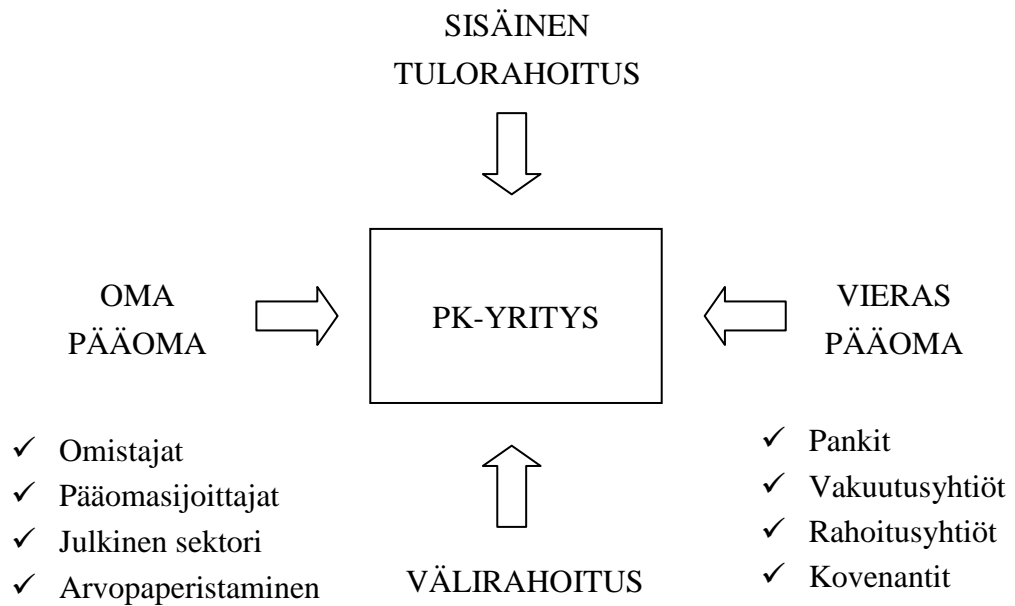 SISÄINEN
TULORAHOITUS
OMA
PÄÄOMA
PK-YRITYS
VIERAS
PÄÄOMA
✓ Omistajat
✓ Pääomasijoittajat
✓ Julkinen sektori
✓ Arvopaperistaminen
VÄLIRAHOITUS
✓ Pankit
✓ Vakuutusyhtiöt
✓ Rahoitusyhtiöt
✓ Kovenantit